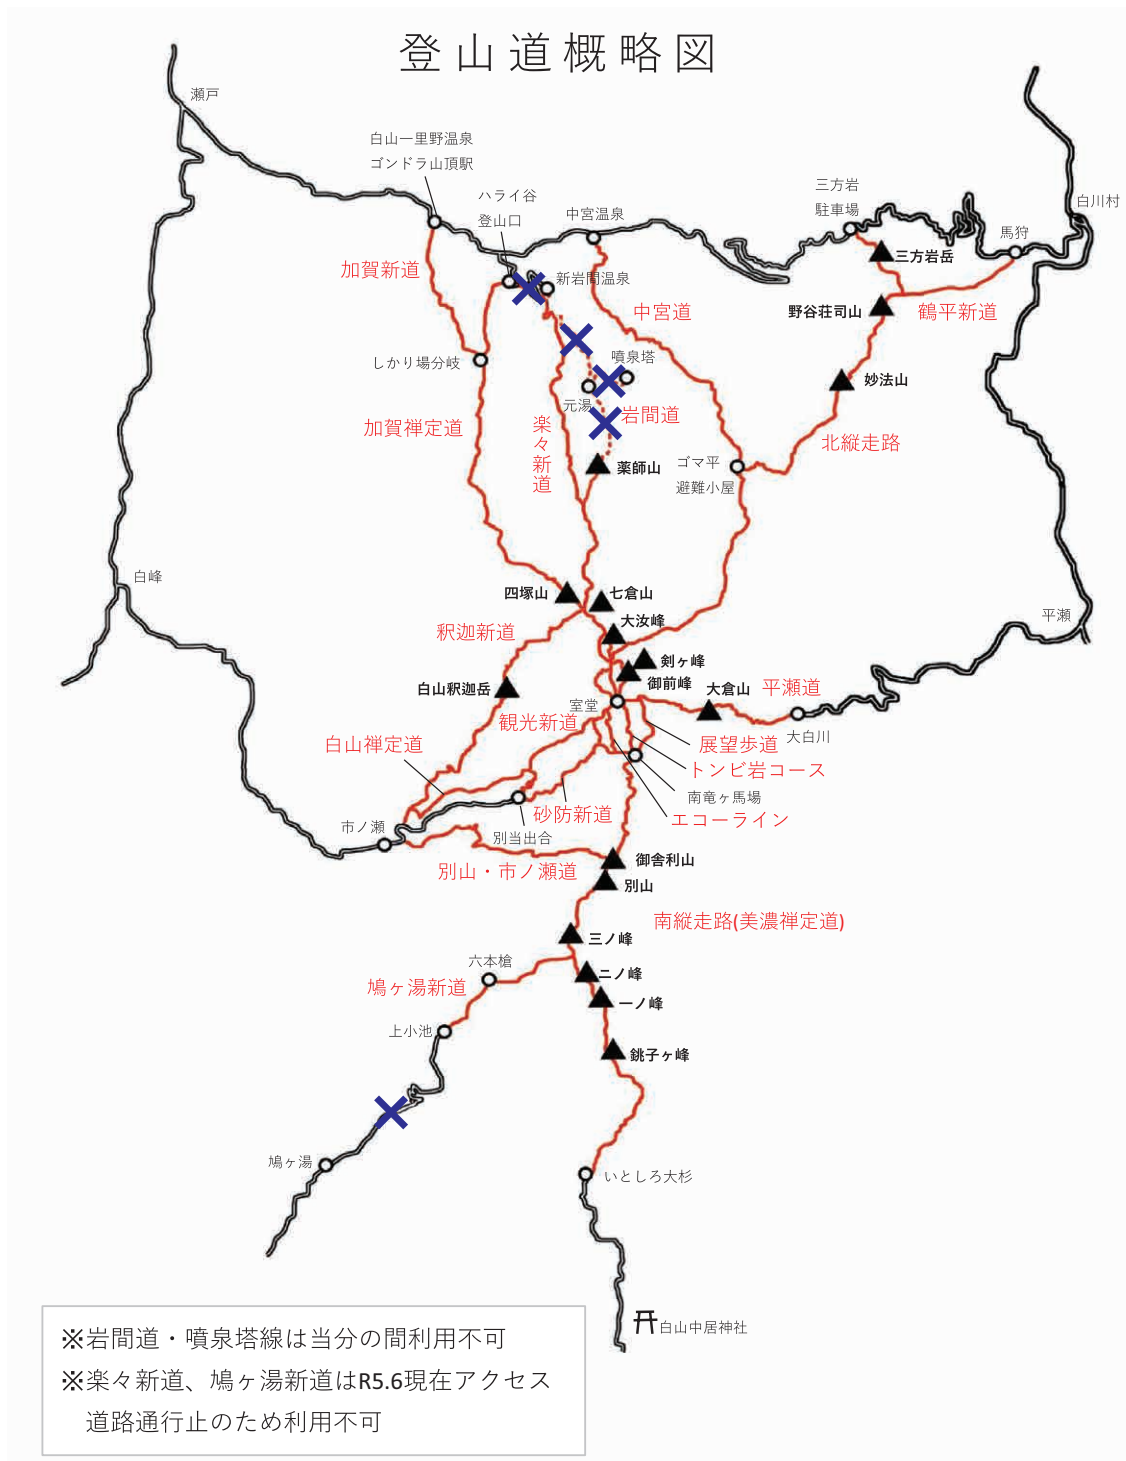 登山道概略図
瀬戸
白山一里野温泉
ゴンドラ山頂駅
ハライ谷
登山口
中宮温泉
三方岩
駐車場
白川村
馬狩
三方岩岳
加賀新道
新岩間温泉
中宮道
野谷荘司山
鶴平新道
噴泉塔
しかり場分岐
妙法山
元湯
岩間道
加賀禅定道
楽々新道
北縦走路
薬師山
ゴマ平
避難小屋
白峰
四塚山
七倉山
平瀬
大汝峰
釈迦新道
剣ヶ峰
御前峰
白山釈迦岳
大倉山
平瀬道
室堂
観光新道
大白川
白山禅定道
展望歩道
トンビ岩コース
南竜ヶ馬場
砂防新道
エコーライン
市ノ瀬
別当出合
御舎利山
別山・市ノ瀬道
別山
南縦走路(美濃禅定道)
三ノ峰
六本槍
二ノ峰
鳩ヶ湯新道
一ノ峰
上小池
銚子ヶ峰
鳩ヶ湯
いとしろ大杉
白山中居神社
※岩間道・噴泉塔線は当分の間利用不可
※楽々新道、鳩ヶ湯新道はR5.6現在アクセス
道路通行止のため利用不可